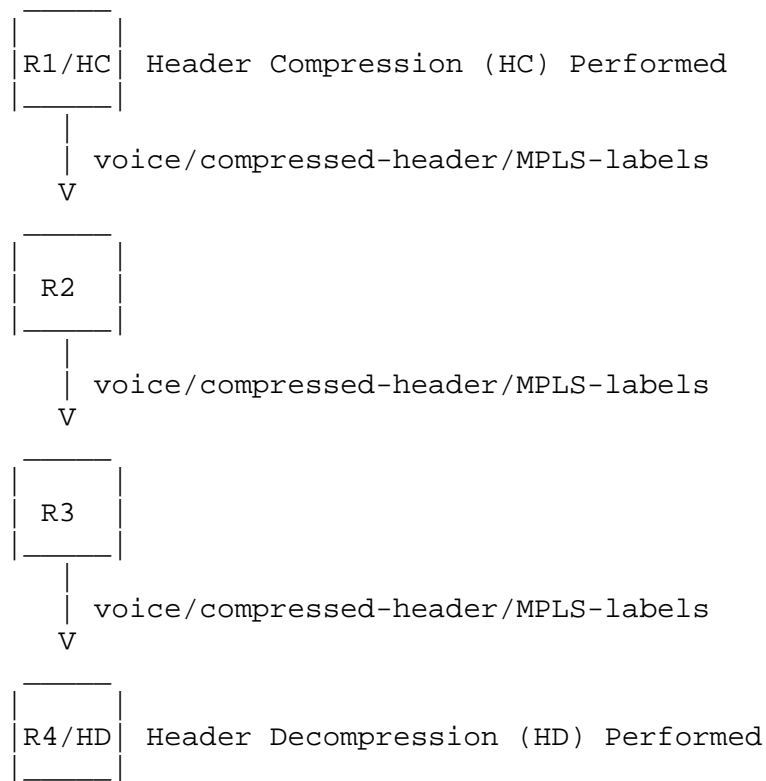 R1/HC Header Compression (HC) Performed
voice/compressed-header/MPLS-labels
V
R2
voice/compressed-header/MPLS-labels
V
R3
voice/compressed-header/MPLS-labels
V
R4/HD Header Decompression (HD) Performed